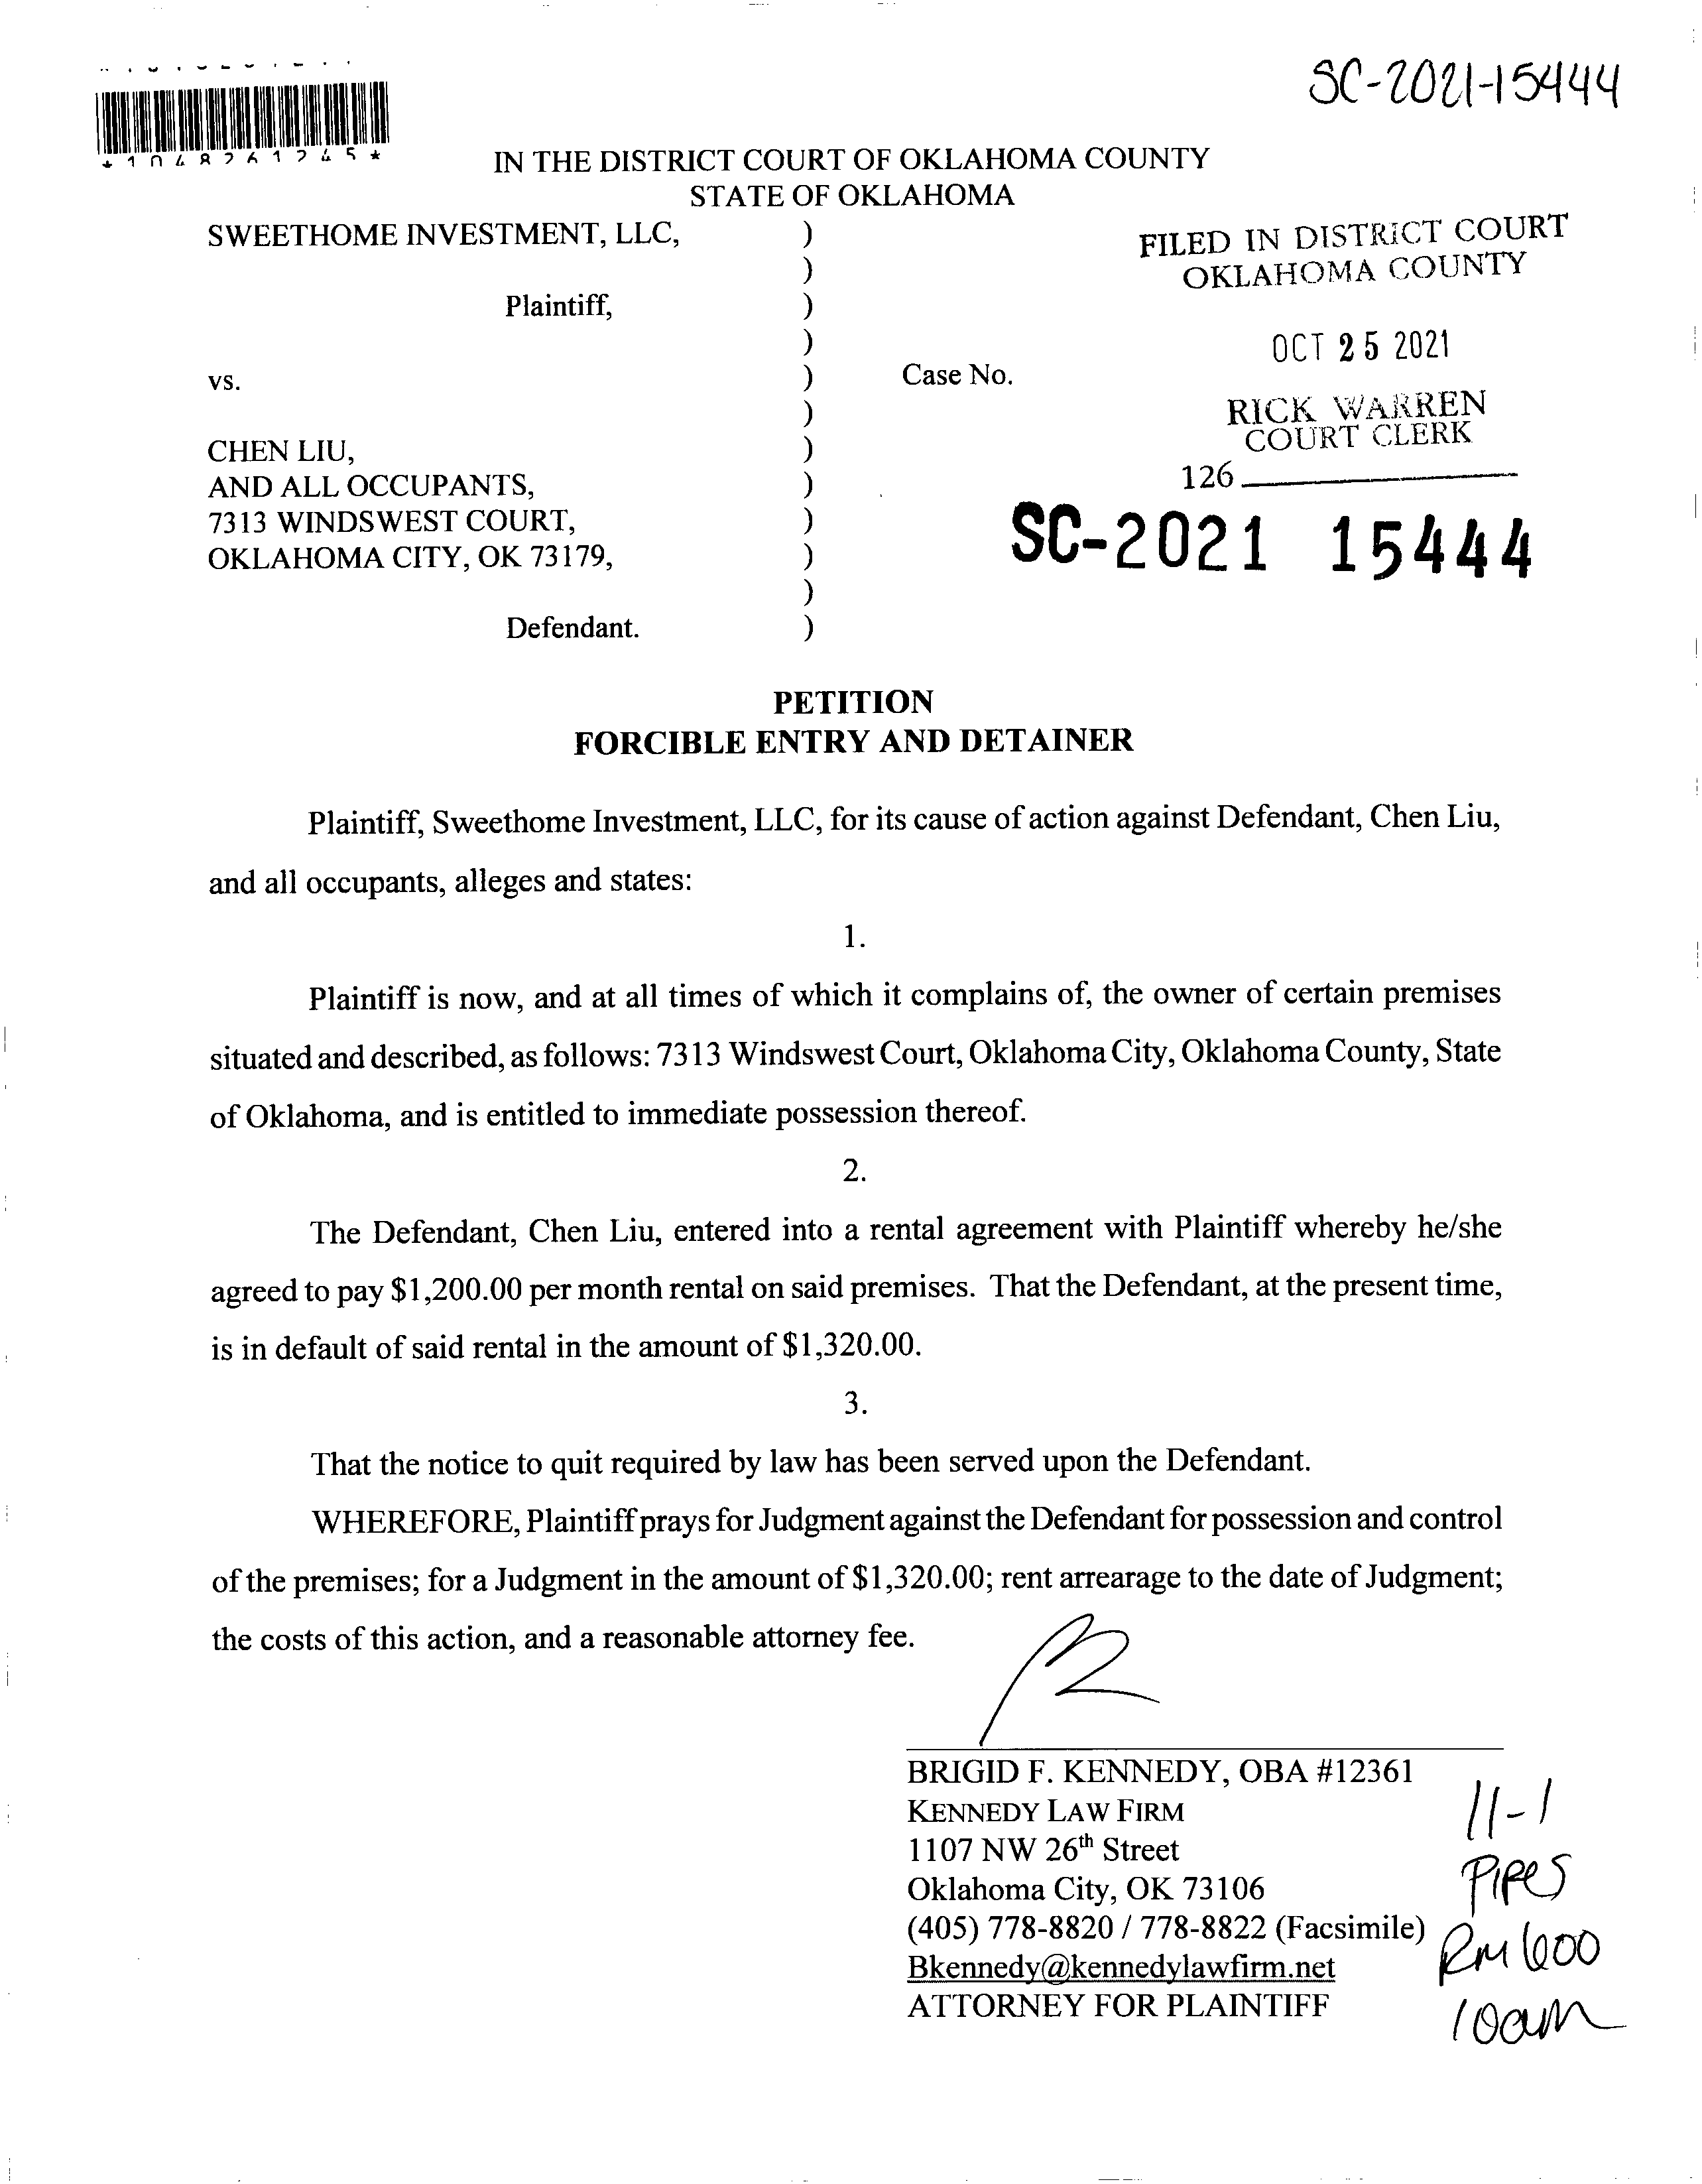 SC-2021-15444
*1048261245*
IN THE DISTRICT COURT OF OKLAHOMA COUNTY
STATE OF OKLAHOMA
SWEETHOME INVESTMENT, LLC, )
)
Plaintiff, )
)
vs. ) Case No.
)
CHEN LIU, )
AND ALL OCCUPANTS, )
7313 WINDSWEST COURT, )
OKLAHOMA CITY, OK 73179, )
)
Defendant. )
FILED IN DISTRICT COURT
OKLAHOMA COUNTY
OCT 25 2021
RICK WARREN
COURT CLERK
126
SC-2021 15444
PETITION
FORCIBLE ENTRY AND DETAINER
Plaintiff, Sweethome Investment, LLC, for its cause of action against Defendant, Chen Liu,
and all occupants, alleges and states:
1.
Plaintiff is now, and at all times of which it complains of, the owner of certain premises
situated and described, as follows: 7313 Windswest Court, Oklahoma City, Oklahoma County, State
of Oklahoma, and is entitled to immediate possession thereof.
2.
The Defendant, Chen Liu, entered into a rental agreement with Plaintiff whereby he/she
agreed to pay $1,200.00 per month rental on said premises. That the Defendant, at the present time,
is in default of said rental in the amount of $1,320.00.
3.
That the notice to quit required by law has been served upon the Defendant.
WHEREFORE, Plaintiff prays for Judgment against the Defendant for possession and control
of the premises; for a Judgment in the amount of $1,320.00; rent arrearage to the date of Judgment;
the costs of this action, and a reasonable attorney fee.
BRIGID F. KENNEDY, OBA #12361
KENNEDY LAW FIRM
1107 NW 26th Street
Oklahoma City, OK 73106
(405) 778-8820 / 778-8822 (Facsimile)
Bkennedy@kennedylawfirm.net
ATTORNEY FOR PLAINTIFF
11-1
Pipes
Rm 600
10am